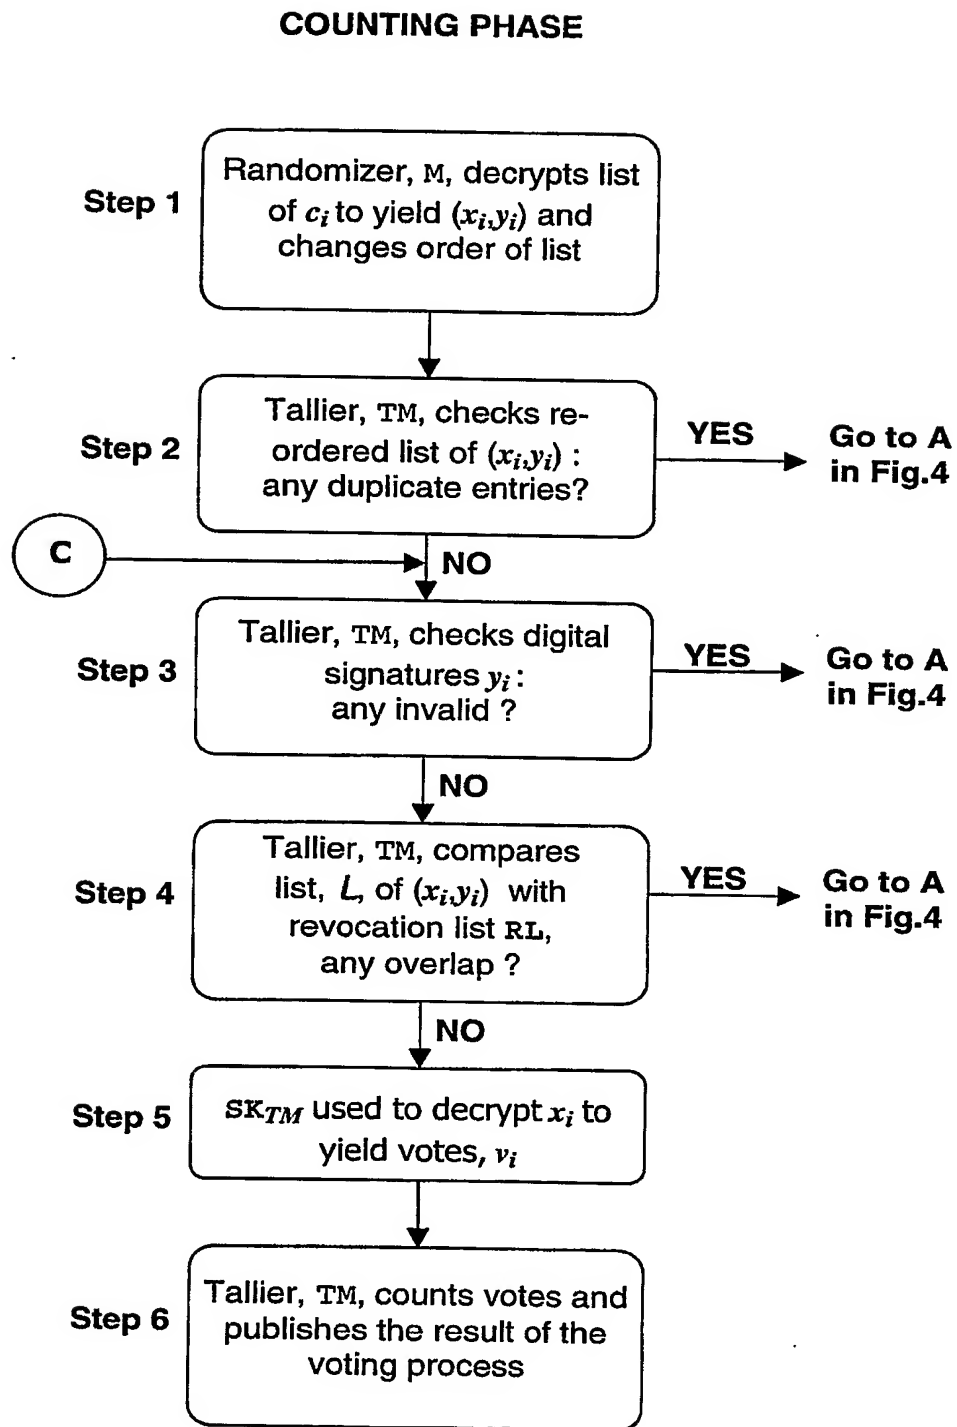 COUNTING PHASE
Step 1
Randomizer, M, decrypts list
of cᵢ to yield (xᵢ,yᵢ) and
changes order of list
Step 2
Tallier, TM, checks re-
ordered list of (xᵢ,yᵢ) :
any duplicate entries?
YES
Go to A
in Fig.4
C
NO
Step 3
Tallier, TM, checks digital
signatures yᵢ :
any invalid ?
YES
Go to A
in Fig.4
NO
Step 4
Tallier, TM, compares
list, L, of (xᵢ,yᵢ) with
revocation list RL,
any overlap ?
YES
Go to A
in Fig.4
NO
Step 5
SK_TM used to decrypt xᵢ to
yield votes, vᵢ
Step 6
Tallier, TM, counts votes and
publishes the result of the
voting process